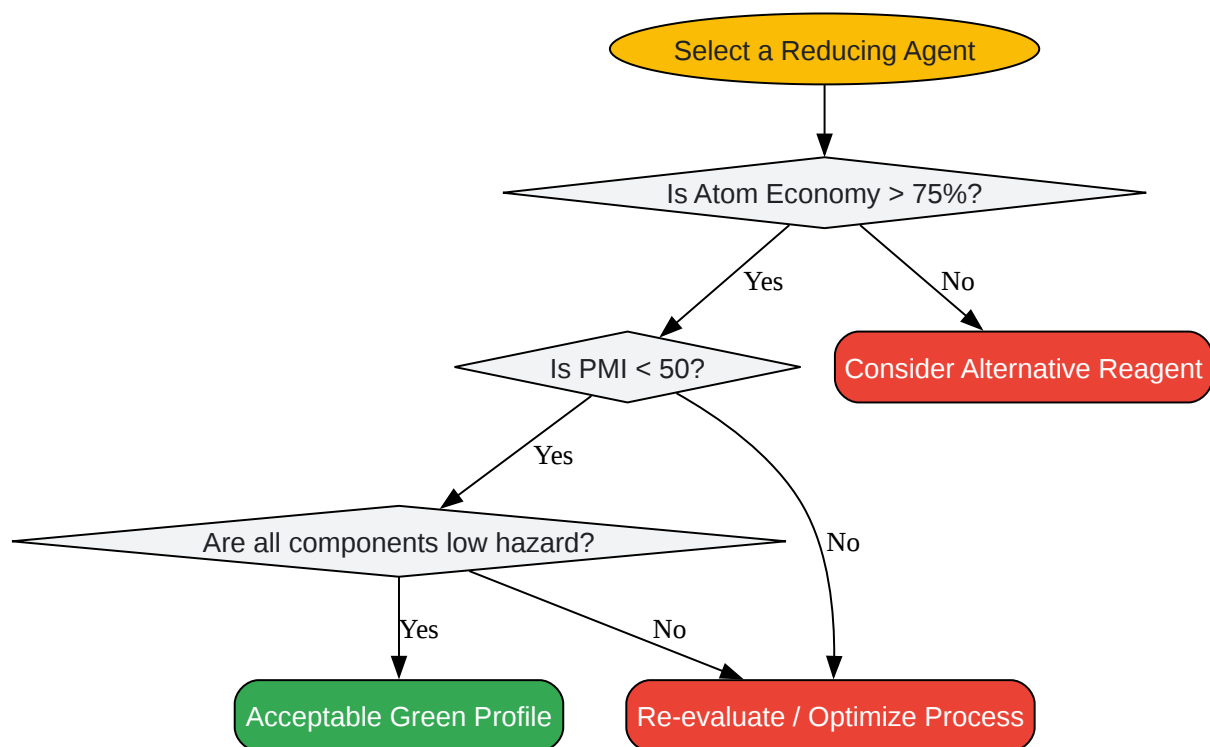 Select a Reducing Agent
Is Atom Economy > 75%?
Yes
No
Is PMI < 50?
Consider Alternative Reagent
Yes
No
Are all components low hazard?
Yes
No
Acceptable Green Profile
Re-evaluate / Optimize Process